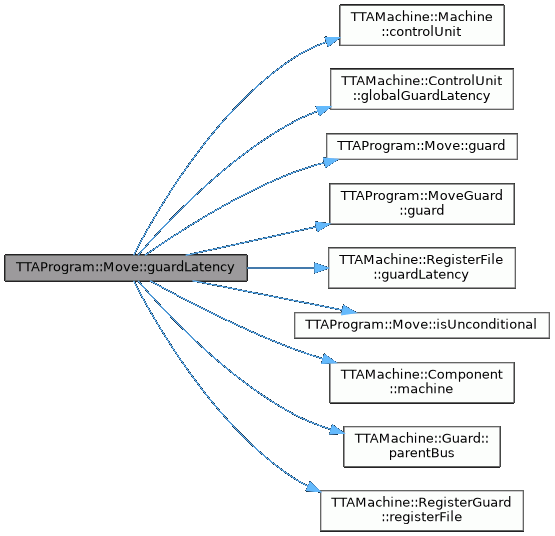 TTAMachine::Machine
::controlUnit
TTAMachine::ControlUnit
::globalGuardLatency
TTAProgram::Move::guard
TTAProgram::MoveGuard
::guard
TTAProgram::Move::guardLatency
TTAMachine::RegisterFile
::guardLatency
TTAProgram::Move::isUnconditional
TTAMachine::Component
::machine
TTAMachine::Guard::
parentBus
TTAMachine::RegisterGuard
::registerFile